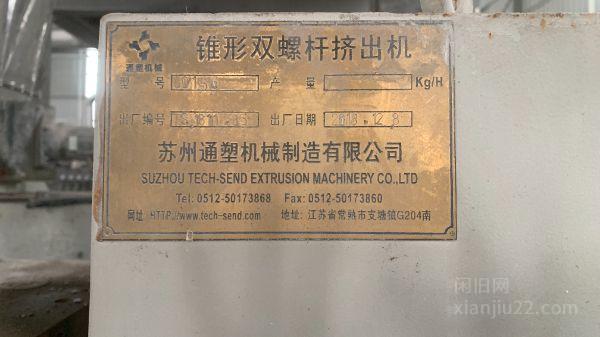 锥形双螺杆挤出机
通塑机械
型号 产量 Kg/H
出厂编号 出厂日期 2018.12.8
苏州通塑机械制造有限公司
SUZHOU TECH-SEND EXTRUSION MACHINERY CO.,LTD
Tel: 0512-50173868 Fax: 0512-50173860
网址: HTTP://www.tech-send.com 地址: 江苏省常熟市支塘镇G204南
闲旧网
xianjiu22.com